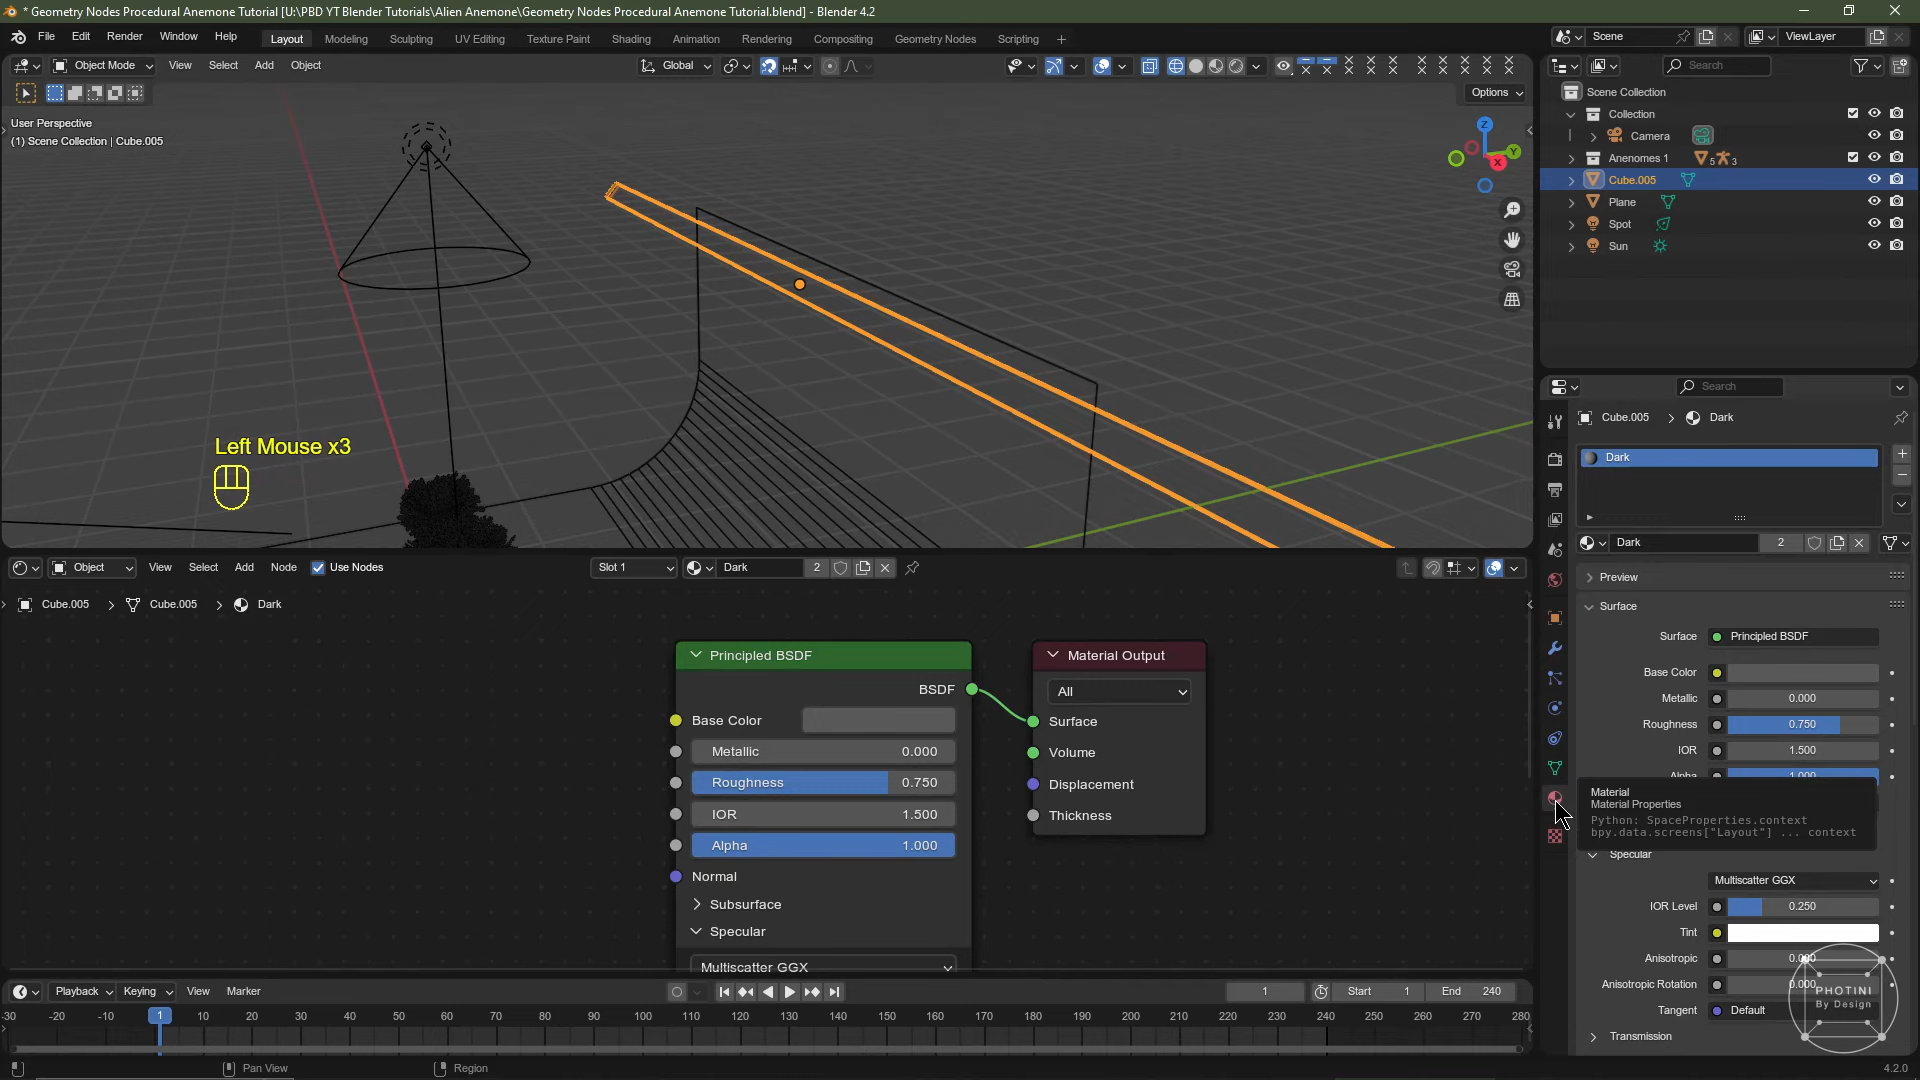 * Geometry Nodes Procedural Anemone Tutorial [U:\PBD YT Blender Tutorials\Alien Anemone\Geometry Nodes Procedural Anemone Tutorial.blend] - Blender 4.2
File Edit Render Window Help
Layout Modeling Sculpting UV Editing Texture Paint Shading Animation Rendering Compositing Geometry Nodes Scripting +
Scene
ViewLayer
Object Mode View Select Add Object
Global
Search
Options
User Perspective
(1) Scene Collection | Cube.005
Z
Y
X
Left Mouse x3
Scene Collection
Collection
Camera
Anenomes 1 5 3
Cube.005
Plane
Spot
Sun
Object View Select Add Node Use Nodes
Slot 1
Dark 2
Cube.005 > Cube.005 > Dark
Principled BSDF
BSDF
Base Color
Metallic 0.000
Roughness 0.750
IOR 1.500
Alpha 1.000
Normal
Subsurface
Specular
Multiscatter GGX
Material Output
All
Surface
Volume
Displacement
Thickness
Search
Cube.005 > Dark
Dark
Dark 2
Preview
Surface
Surface Principled BSDF
Base Color
Metallic 0.000
Roughness 0.750
IOR 1.500
Alpha 1.000
Material
Material Properties
Python: SpaceProperties.context
bpy.data.screens["Layout"] ... context
Specular
Multiscatter GGX
IOR Level 0.250
Tint
Anisotropic 0.000
Anisotropic Rotation 0.000
Tangent Default
Transmission
PHOTINI
By Design
Playback Keying View Marker
1
Start 1
End 240
-30 -20 -10 1 10 20 30 40 50 60 70 80 90 100 110 120 130 140 150 160 170 180 190 200 210 220 230 240 250 260 270 280
Pan View
Region
4.2.0